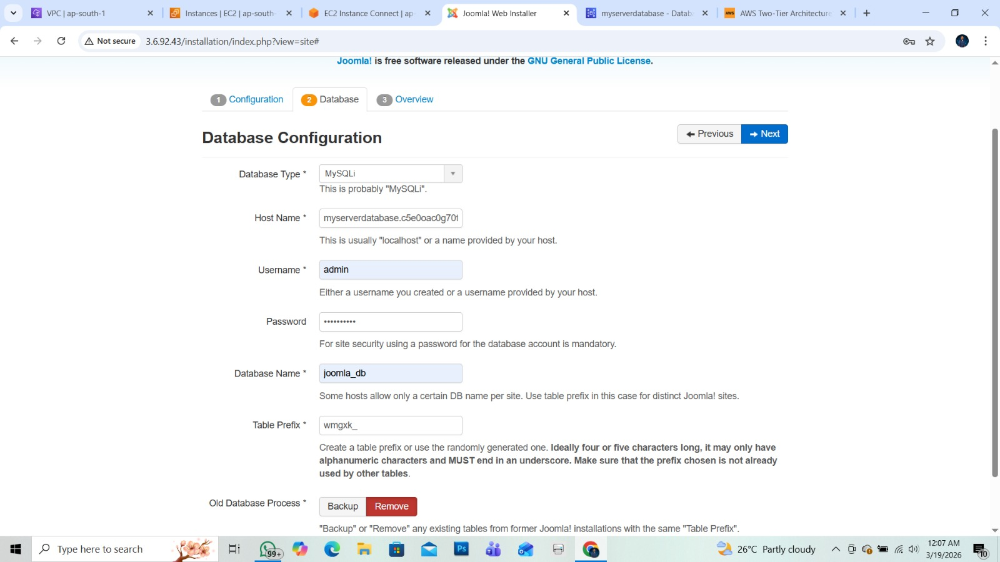 VPC | ap-south-1
Instances | EC2 | ap-south-
EC2 Instance Connect | ap-
Joomla! Web Installer
myserverdatabase - Databa
AWS Two-Tier Architecture
Not secure
3.6.92.43/installation/index.php?view=site#
Joomla! is free software released under the GNU General Public License.
1 Configuration
2 Database
3 Overview
Database Configuration
Previous
Next
Database Type *
MySQLi
This is probably "MySQLi".
Host Name *
myserverdatabase.c5e0oac0g70t
This is usually "localhost" or a name provided by your host.
Username *
admin
Either a username you created or a username provided by your host.
Password
••••••••••
For site security using a password for the database account is mandatory.
Database Name *
joomla_db
Some hosts allow only a certain DB name per site. Use table prefix in this case for distinct Joomla! sites.
Table Prefix *
wmgxk_
Create a table prefix or use the randomly generated one. Ideally four or five characters long, it may only have
alphanumeric characters and MUST end in an underscore. Make sure that the prefix chosen is not already
used by other tables.
Old Database Process *
Backup
Remove
"Backup" or "Remove" any existing tables from former Joomla! installations with the same "Table Prefix".
Type here to search
99+
Ps
26°C Partly cloudy
12:07 AM
3/19/2026
10